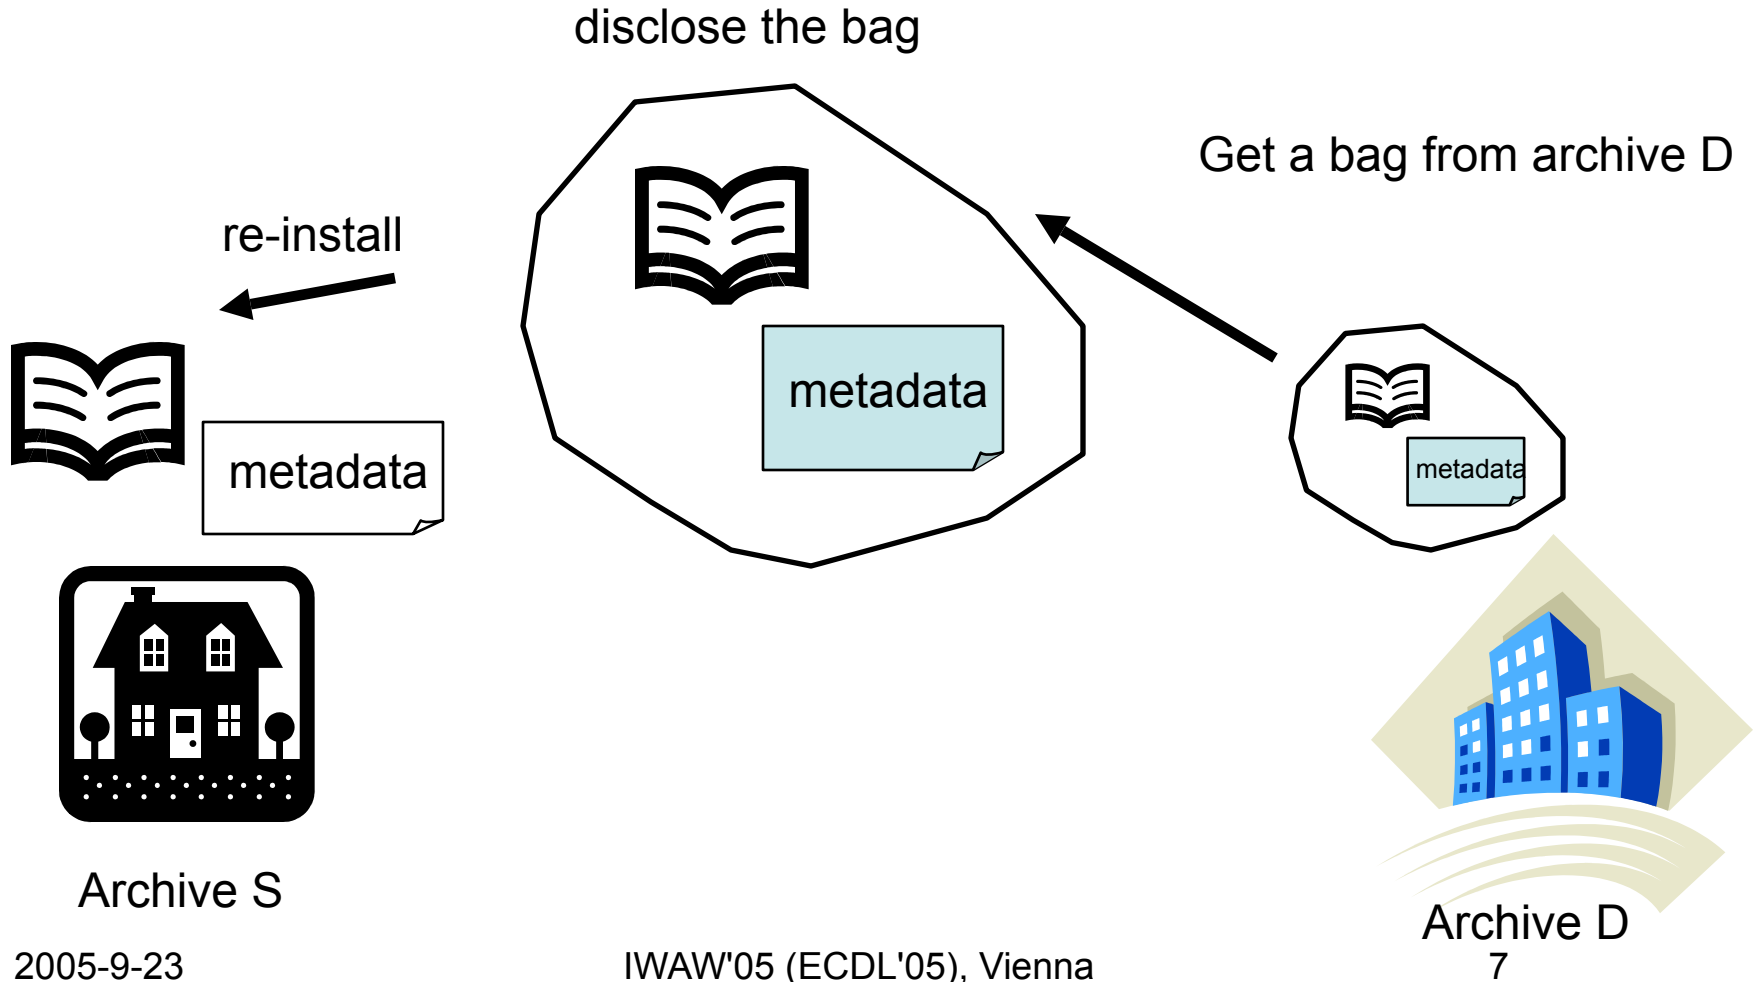 disclose the bag
Get a bag from archive D
re-install
metadata
metadata
metadata
Archive S
Archive D
2005-9-23
IWAW'05 (ECDL'05), Vienna
7